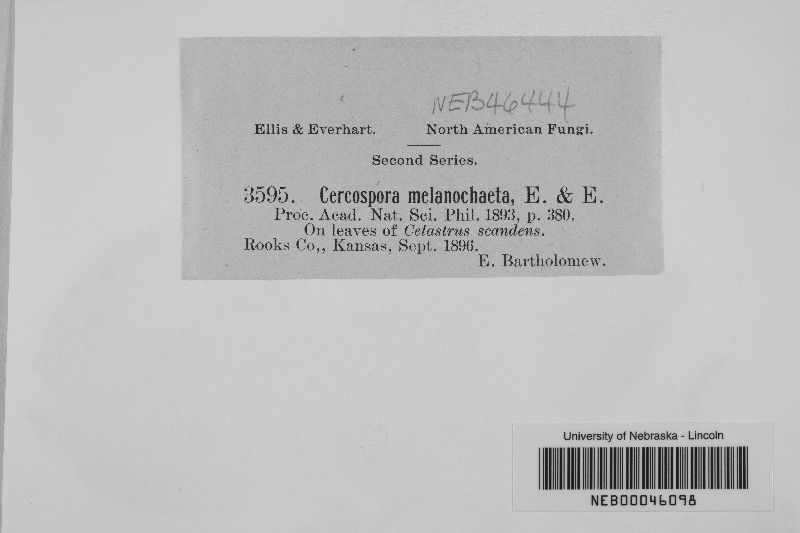 NEB46444
Ellis & Everhart. North American Fungi.
Second Series.
3595. Cercospora melanochaeta, E. & E.
Proc. Acad. Nat. Sci. Phil. 1893, p. 380.
On leaves of Celastrus scandens.
Rooks Co,, Kansas, Sept. 1896.
E. Bartholomew.
University of Nebraska - Lincoln
NEB00046098